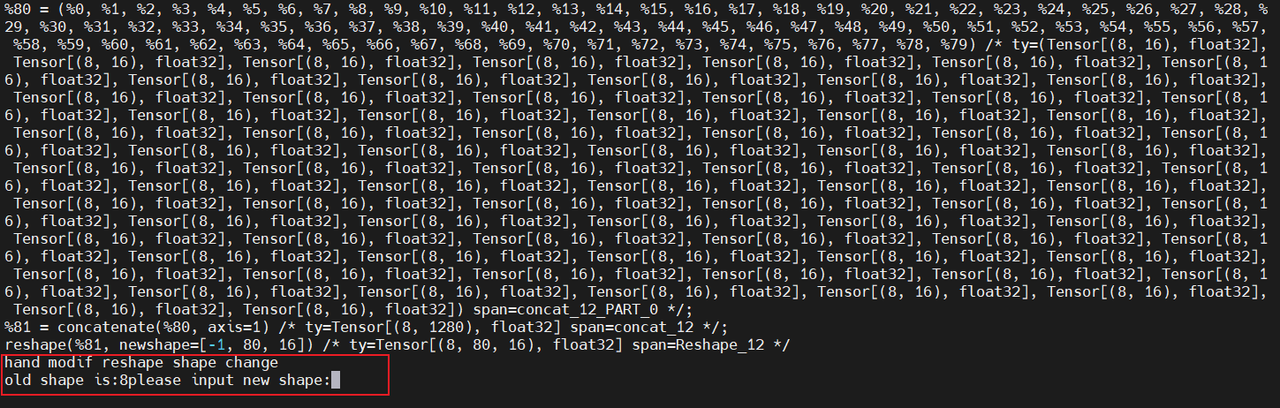 %80 = (%0, %1, %2, %3, %4, %5, %6, %7, %8, %9, %10, %11, %12, %13, %14, %15, %16, %17, %18, %19, %20, %21, %22, %23, %24, %25, %26, %27, %28, %
29, %30, %31, %32, %33, %34, %35, %36, %37, %38, %39, %40, %41, %42, %43, %44, %45, %46, %47, %48, %49, %50, %51, %52, %53, %54, %55, %56, %57,
%58, %59, %60, %61, %62, %63, %64, %65, %66, %67, %68, %69, %70, %71, %72, %73, %74, %75, %76, %77, %78, %79) /* ty=(Tensor[(8, 16), float32],
Tensor[(8, 16), float32], Tensor[(8, 16), float32], Tensor[(8, 16), float32], Tensor[(8, 16), float32], Tensor[(8, 16), float32], Tensor[(8, 1
6), float32], Tensor[(8, 16), float32], Tensor[(8, 16), float32], Tensor[(8, 16), float32], Tensor[(8, 16), float32], Tensor[(8, 16), float32],
Tensor[(8, 16), float32], Tensor[(8, 16), float32], Tensor[(8, 16), float32], Tensor[(8, 16), float32], Tensor[(8, 16), float32], Tensor[(8, 1
6), float32], Tensor[(8, 16), float32], Tensor[(8, 16), float32], Tensor[(8, 16), float32], Tensor[(8, 16), float32], Tensor[(8, 16), float32],
Tensor[(8, 16), float32], Tensor[(8, 16), float32], Tensor[(8, 16), float32], Tensor[(8, 16), float32], Tensor[(8, 16), float32], Tensor[(8, 1
6), float32], Tensor[(8, 16), float32], Tensor[(8, 16), float32], Tensor[(8, 16), float32], Tensor[(8, 16), float32], Tensor[(8, 16), float32],
Tensor[(8, 16), float32], Tensor[(8, 16), float32], Tensor[(8, 16), float32], Tensor[(8, 16), float32], Tensor[(8, 16), float32], Tensor[(8, 1
6), float32], Tensor[(8, 16), float32], Tensor[(8, 16), float32], Tensor[(8, 16), float32], Tensor[(8, 16), float32], Tensor[(8, 16), float32],
Tensor[(8, 16), float32], Tensor[(8, 16), float32], Tensor[(8, 16), float32], Tensor[(8, 16), float32], Tensor[(8, 16), float32], Tensor[(8, 1
6), float32], Tensor[(8, 16), float32], Tensor[(8, 16), float32], Tensor[(8, 16), float32], Tensor[(8, 16), float32], Tensor[(8, 16), float32],
Tensor[(8, 16), float32], Tensor[(8, 16), float32], Tensor[(8, 16), float32], Tensor[(8, 16), float32], Tensor[(8, 16), float32], Tensor[(8, 1
6), float32], Tensor[(8, 16), float32], Tensor[(8, 16), float32], Tensor[(8, 16), float32], Tensor[(8, 16), float32], Tensor[(8, 16), float32],
Tensor[(8, 16), float32], Tensor[(8, 16), float32], Tensor[(8, 16), float32], Tensor[(8, 16), float32], Tensor[(8, 16), float32], Tensor[(8, 1
6), float32], Tensor[(8, 16), float32], Tensor[(8, 16), float32], Tensor[(8, 16), float32], Tensor[(8, 16), float32], Tensor[(8, 16), float32],
Tensor[(8, 16), float32], Tensor[(8, 16), float32]) span=concat_12_PART_0 */;
%81 = concatenate(%80, axis=1) /* ty=Tensor[(8, 1280), float32] span=concat_12 */;
reshape(%81, newshape=[-1, 80, 16]) /* ty=Tensor[(8, 80, 16), float32] span=Reshape_12 */
hand modif reshape shape change
old shape is:8please input new shape: